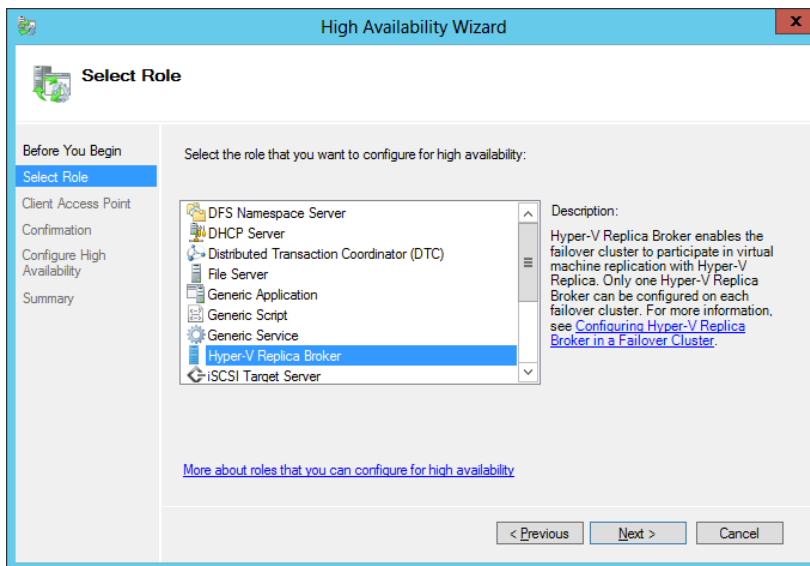 High Availability Wizard
x
Select Role
Before You Begin
Select Role
Client Access Point
Confirmation
Configure High
Availability
Summary
Select the role that you want to configure for high availability:
DFS Namespace Server
DHCP Server
Distributed Transaction Coordinator (DTC)
File Server
Generic Application
Generic Script
Generic Service
Hyper-V Replica Broker
iSCSI Target Server
Description:
Hyper-V Replica Broker enables the
failover cluster to participate in virtual
machine replication with Hyper-V
Replica. Only one Hyper-V Replica
Broker can be configured on each
failover cluster. For more information,
see Configuring Hyper-V Replica
Broker in a Failover Cluster.
More about roles that you can configure for high availability
< Previous
Next >
Cancel